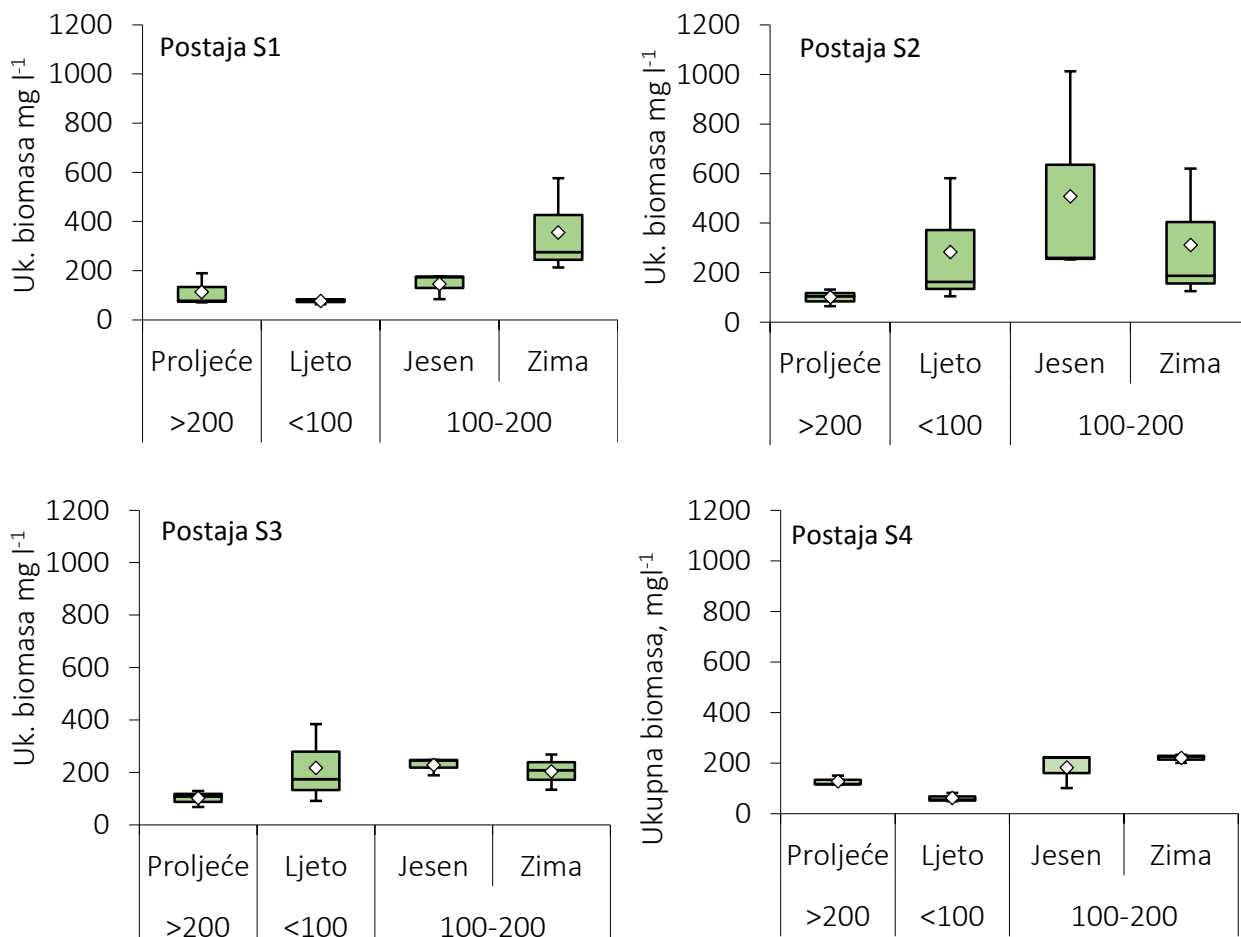 Postaja S1
Uk. biomasa mg l-1
1200
1000
800
600
400
200
0
Proljeće Ljeto Jesen Zima
>200 <100 100-200
Postaja S2
Uk. biomasa mg l-1
1200
1000
800
600
400
200
0
Proljeće Ljeto Jesen Zima
>200 <100 100-200
Postaja S3
Uk. biomasa mg l-1
1200
1000
800
600
400
200
0
Proljeće Ljeto Jesen Zima
>200 <100 100-200
Postaja S4
Ukupna biomasa, mgl-1
1200
1000
800
600
400
200
0
Proljeće Ljeto Jesen Zima
>200 <100 100-200